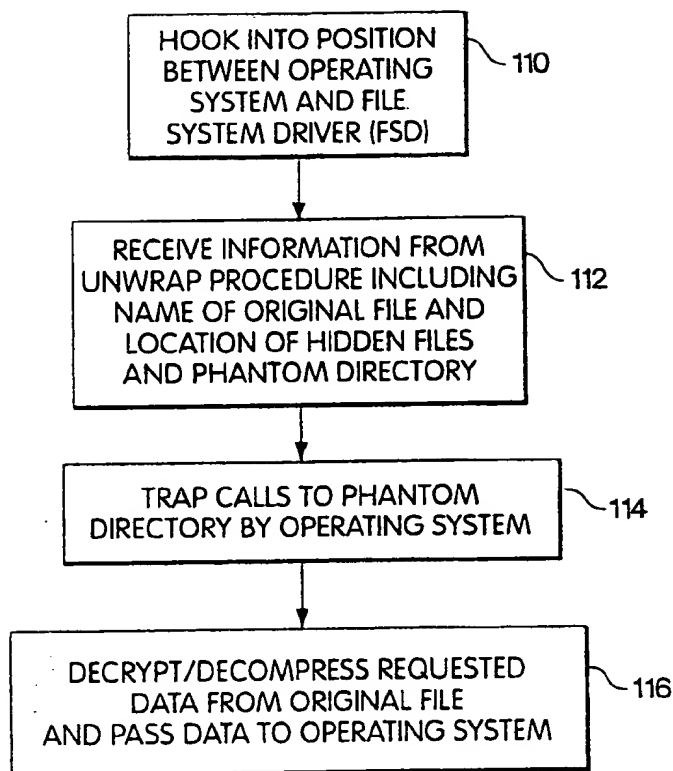 HOOK INTO POSITION
BETWEEN OPERATING
SYSTEM AND FILE.
SYSTEM DRIVER (FSD)
110
RECEIVE INFORMATION FROM
UNWRAP PROCEDURE INCLUDING
NAME OF ORIGINAL FILE AND
LOCATION OF HIDDEN FILES
AND PHANTOM DIRECTORY
112
TRAP CALLS TO PHANTOM
DIRECTORY BY OPERATING SYSTEM
114
DECRYPT/DECOMPRESS REQUESTED
DATA FROM ORIGINAL FILE
AND PASS DATA TO OPERATING SYSTEM
116